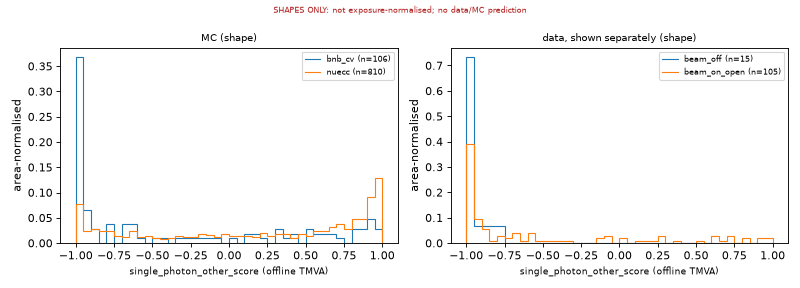 SHAPES ONLY: not exposure-normalised; no data/MC prediction
MC (shape)
bnb_cv (n=106)
nuecc (n=810)
area-normalised
0.35
0.30
0.25
0.20
0.15
0.10
0.05
0.00
−1.00 −0.75 −0.50 −0.25 0.00 0.25 0.50 0.75 1.00
single_photon_other_score (offline TMVA)
data, shown separately (shape)
beam_off (n=15)
beam_on_open (n=105)
area-normalised
0.7
0.6
0.5
0.4
0.3
0.2
0.1
0.0
−1.00 −0.75 −0.50 −0.25 0.00 0.25 0.50 0.75 1.00
single_photon_other_score (offline TMVA)